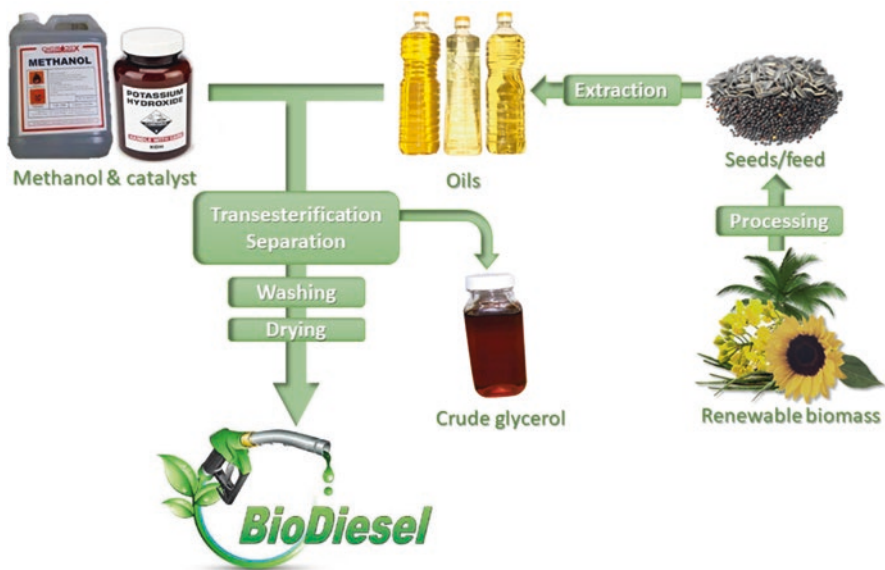 METHANOL
POTASSIUM
HYDROXIDE
KOH
Methanol & catalyst
Oils
Extraction
Seeds/feed
Processing
Renewable biomass
Transesterification
Separation
Washing
Drying
Crude glycerol
BioDiesel